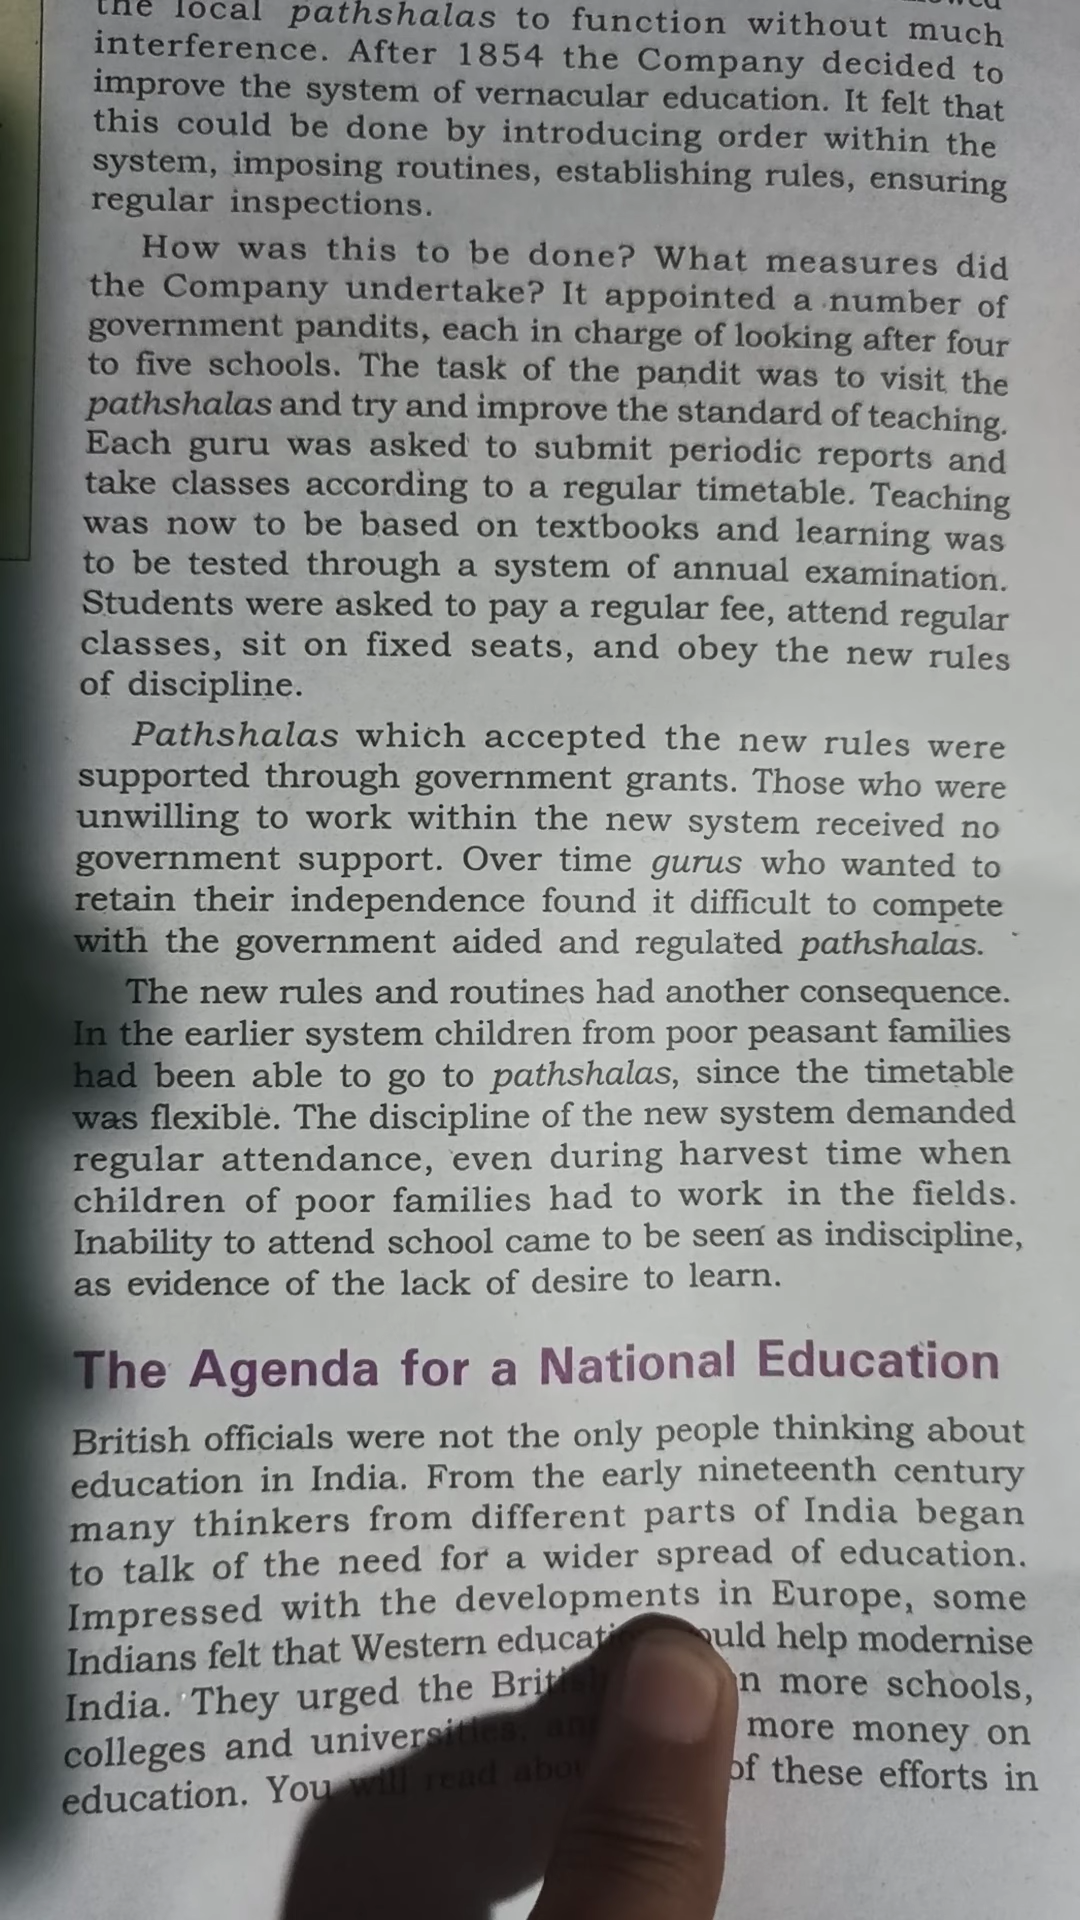 the local pathshalas to function without much
interference. After 1854 the Company decided to
improve the system of vernacular education. It felt that
this could be done by introducing order within the
system, imposing routines, establishing rules, ensuring
regular inspections.
How was this to be done? What measures did
the Company undertake? It appointed a number of
government pandits, each in charge of looking after four
to five schools. The task of the pandit was to visit the
pathshalas and try and improve the standard of teaching.
Each guru was asked to submit periodic reports and
take classes according to a regular timetable. Teaching
was now to be based on textbooks and learning was
to be tested through a system of annual examination.
Students were asked to pay a regular fee, attend regular
classes, sit on fixed seats, and obey the new rules
of discipline.
Pathshalas which accepted the new rules were
supported through government grants. Those who were
unwilling to work within the new system received no
government support. Over time gurus who wanted to
retain their independence found it difficult to compete
with the government aided and regulated pathshalas.
The new rules and routines had another consequence.
In the earlier system children from poor peasant families
had been able to go to pathshalas, since the timetable
was flexible. The discipline of the new system demanded
regular attendance, even during harvest time when
children of poor families had to work in the fields.
Inability to attend school came to be seen as indiscipline,
as evidence of the lack of desire to learn.
The Agenda for a National Education
British officials were not the only people thinking about
education in India. From the early nineteenth century
many thinkers from different parts of India began
to talk of the need for a wider spread of education.
Impressed with the developments in Europe, some
Indians felt that Western help modernise
India. They urged the British more schools,
colleges and universities, more money on
education. You will read of these efforts in